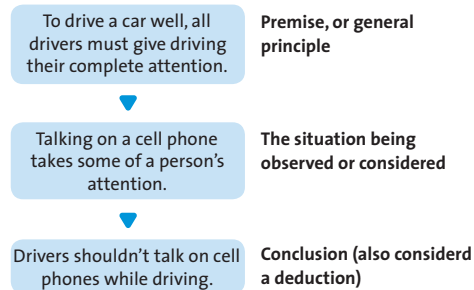 To drive a car well, all
drivers must give driving
their complete attention.
Premise, or general
principle
Talking on a cell phone
takes some of a person's
attention.
The situation being
observed or considered
Drivers shouldn't talk on cell
phones while driving.
Conclusion (also considerd
a deduction)